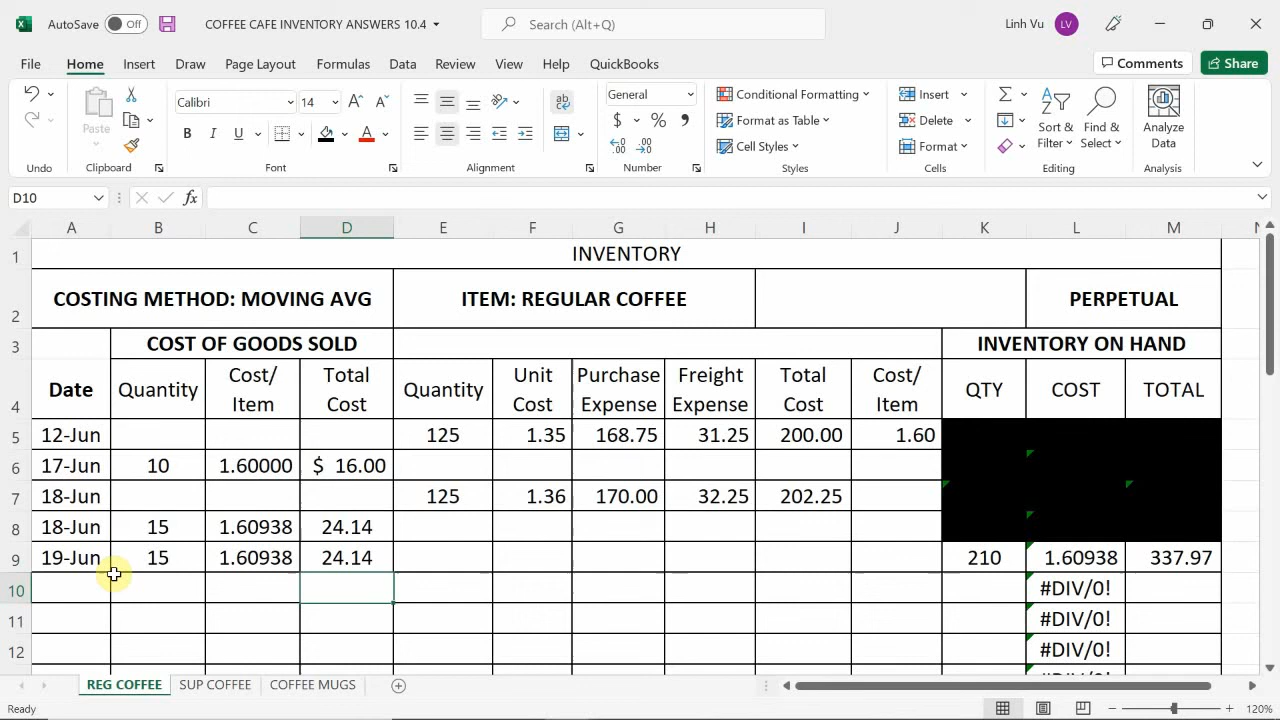 AutoSave Off COFFEE CAFE INVENTORY ANSWERS 10.4 Search (Alt+Q) Linh Vu LV
File Home Insert Draw Page Layout Formulas Data Review View Help QuickBooks Comments Share
Paste Calibri 14 A A ab General Conditional Formatting Insert
B I U A $ % , Format as Table Delete Sort & Filter Find & Select Analyze Data
Cell Styles Format
Undo Clipboard Font Alignment Number Styles Cells Editing Analysis
D10 fx
A B C D E F G H I J K L M N
1 INVENTORY
2 COSTING METHOD: MOVING AVG ITEM: REGULAR COFFEE PERPETUAL
3 COST OF GOODS SOLD INVENTORY ON HAND
4 Date Quantity Cost/ Item Total Cost Quantity Unit Cost Purchase Expense Freight Expense Total Cost Cost/ Item QTY COST TOTAL
5 12-Jun 125 1.35 168.75 31.25 200.00 1.60
6 17-Jun 10 1.60000 $ 16.00
7 18-Jun 125 1.36 170.00 32.25 202.25
8 18-Jun 15 1.60938 24.14
9 19-Jun 15 1.60938 24.14 210 1.60938 337.97
10 #DIV/0!
11 #DIV/0!
12 #DIV/0!
REG COFFEE SUP COFFEE COFFEE MUGS
Ready 120%